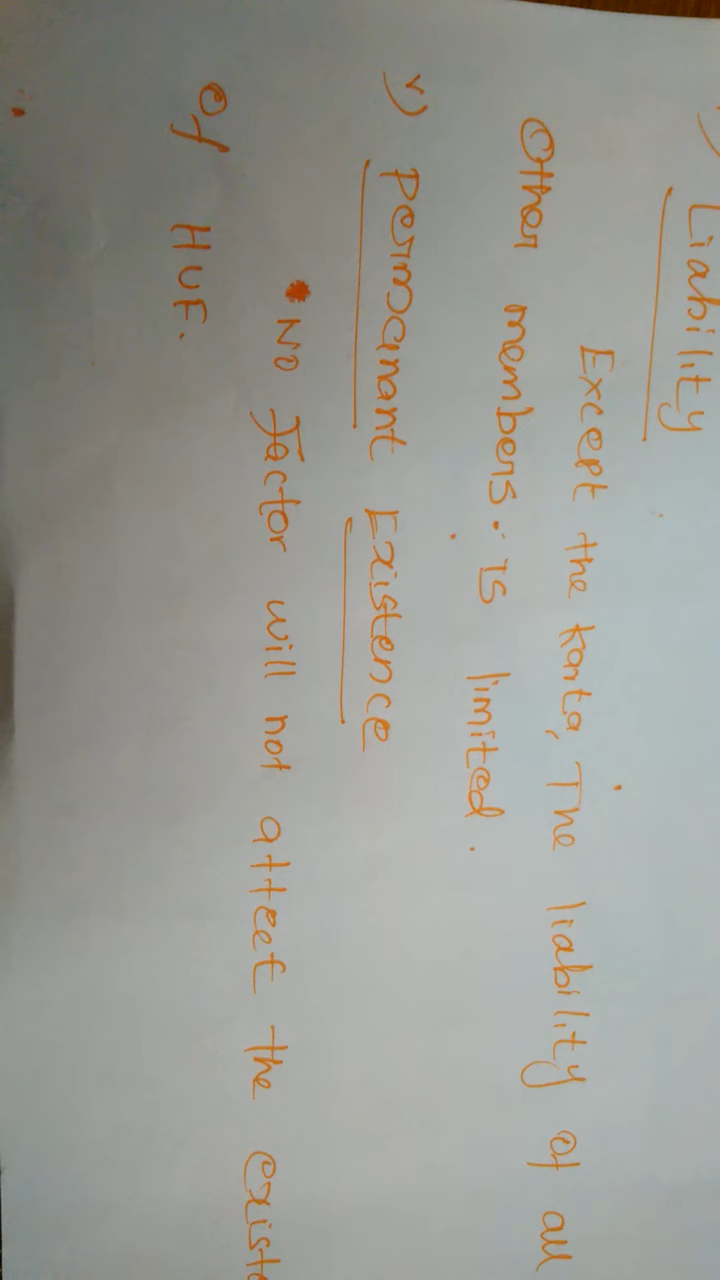 ) Liability
Except the karta, The liability of all
Other members. is limited.
v) Permanant Existence
No factor will not affect the existe
Of HUF.